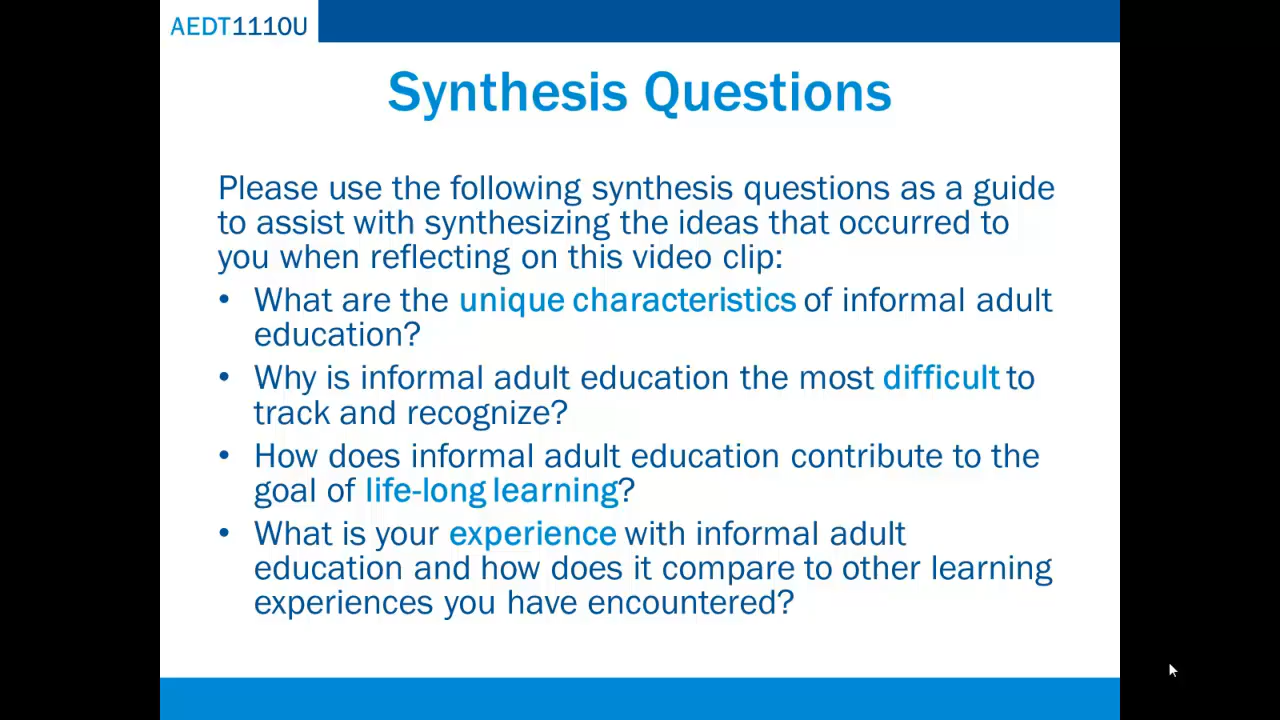 AEDT1110U
Synthesis Questions
Please use the following synthesis questions as a guide
to assist with synthesizing the ideas that occurred to
you when reflecting on this video clip:
• What are the unique characteristics of informal adult
education?
• Why is informal adult education the most difficult to
track and recognize?
• How does informal adult education contribute to the
goal of life-long learning?
• What is your experience with informal adult
education and how does it compare to other learning
experiences you have encountered?